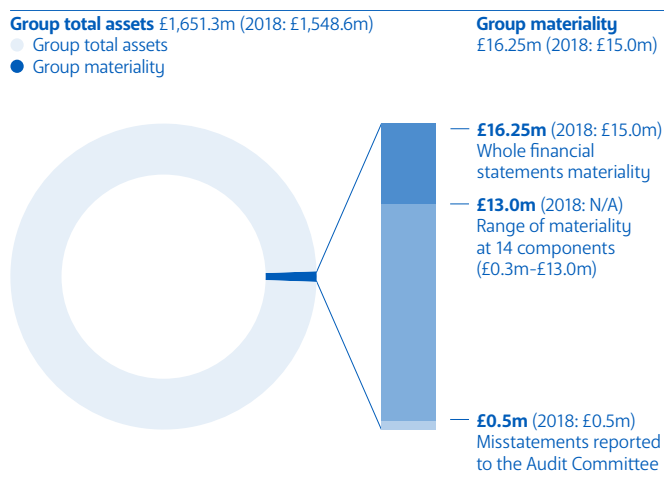 Group total assets £1,651.3m (2018: £1,548.6m)
Group total assets
Group materiality
Group materiality
£16.25m (2018: £15.0m)
£16.25m (2018: £15.0m)
Whole financial
statements materiality
£13.0m (2018: N/A)
Range of materiality
at 14 components
(£0.3m-£13.0m)
£0.5m (2018: £0.5m)
Misstatements reported
to the Audit Committee